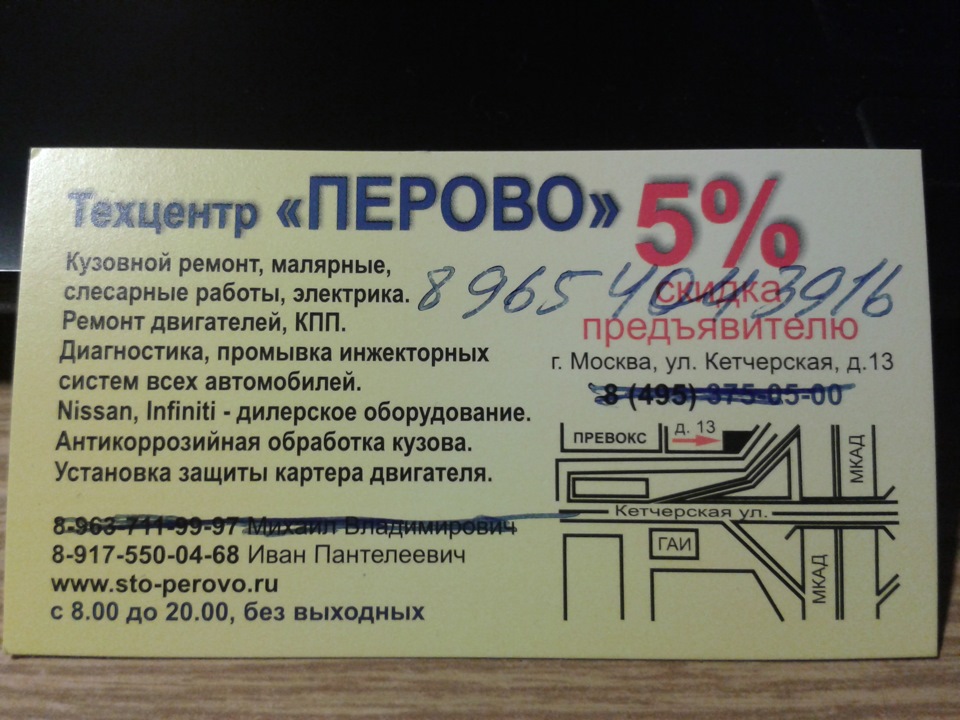 Техцентр «ПЕРОВО»
5%
скидка
предъявителю
Кузовной ремонт, малярные,
слесарные работы, электрика.
Ремонт двигателей, КПП.
Диагностика, промывка инжекторных
систем всех автомобилей.
Nissan, Infiniti - дилерское оборудование.
Антикоррозийная обработка кузова.
Установка защиты картера двигателя.
8-963-711-99-97 Михаил Владимирович
8-917-550-04-68 Иван Пантелеевич
www.sto-perovo.ru
с 8.00 до 20.00, без выходных
г. Москва, ул. Кетчерская, д.13
8 (495) 375-05-00
ПРЕВОКС
д. 13
МКАД
Кетчерская ул.
ГАИ
МКАД